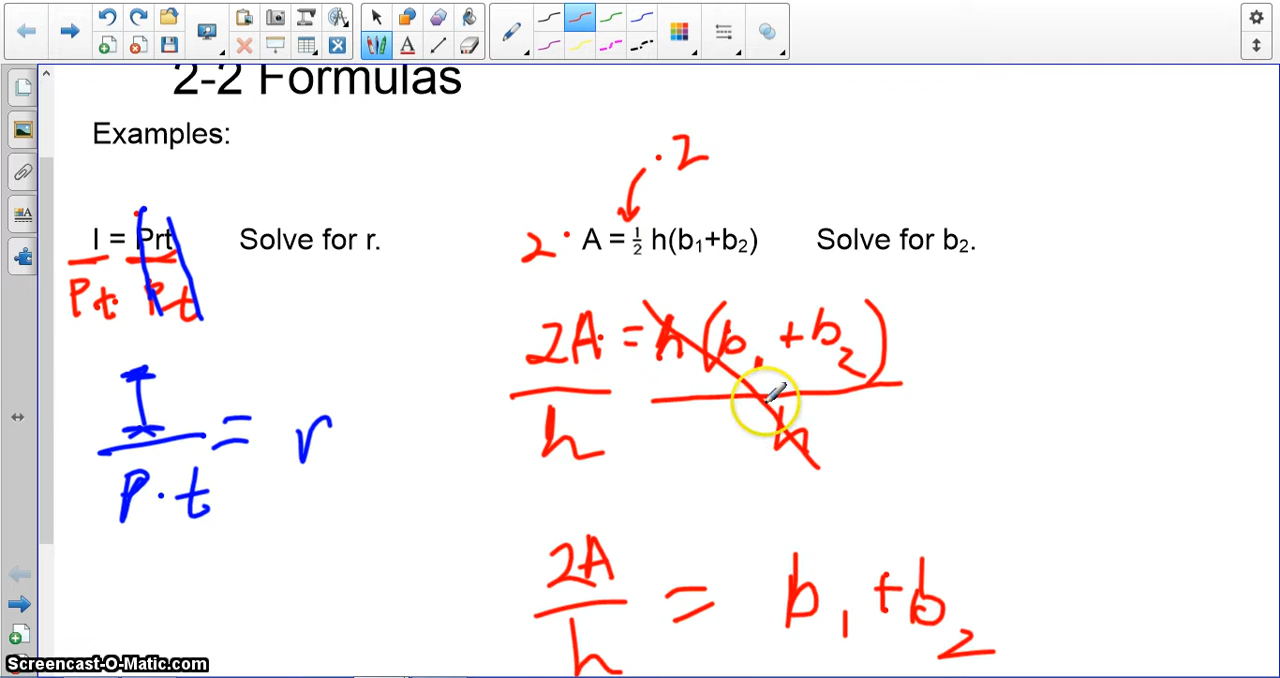 2-2 Formulas
Examples:
· 2
I = Prt Solve for r.
2 · A = ½ h(b₁+b₂) Solve for b₂.
Pt Pt
2A = h(b₁ + b₂)
h h
I = r
P · t
2A = b₁ + b₂
h
Screencast-O-Matic.com